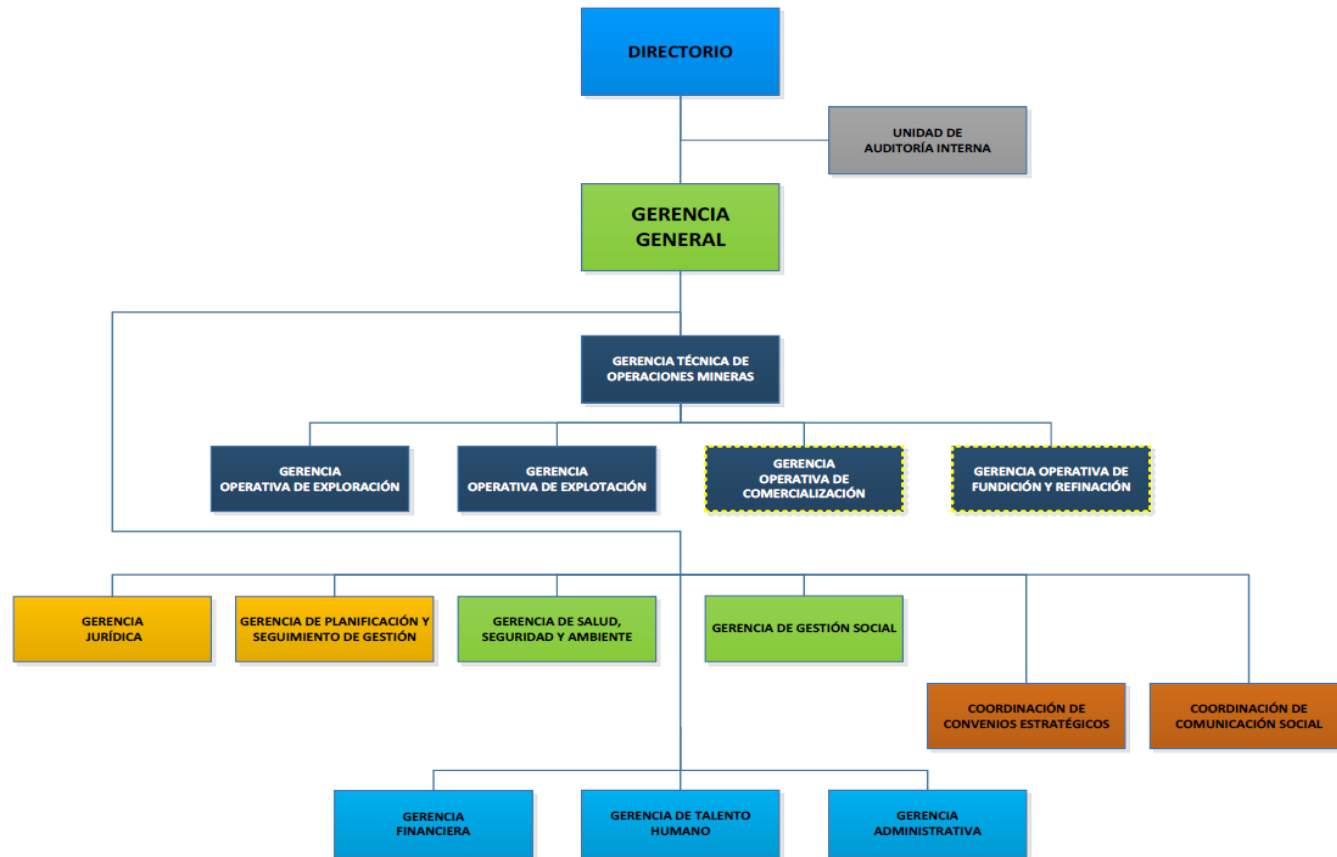 DIRECTORIO
UNIDAD DE
AUDITORÍA INTERNA
GERENCIA
GENERAL
GERENCIA TÉCNICA DE
OPERACIONES MINERAS
GERENCIA
OPERATIVA DE EXPLORACIÓN
GERENCIA
OPERATIVA DE EXPLOTACIÓN
GERENCIA
OPERATIVA DE
COMERCIALIZACIÓN
GERENCIA OPERATIVA DE
FUNDICIÓN Y REFINACIÓN
GERENCIA
JURÍDICA
GERENCIA DE PLANIFICACIÓN Y
SEGUIMIENTO DE GESTIÓN
GERENCIA DE SALUD,
SEGURIDAD Y AMBIENTE
GERENCIA DE GESTIÓN SOCIAL
COORDINACIÓN DE
CONVENIOS ESTRATÉGICOS
COORDINACIÓN DE
COMUNICACIÓN SOCIAL
GERENCIA
FINANCIERA
GERENCIA DE TALENTO
HUMANO
GERENCIA
ADMINISTRATIVA